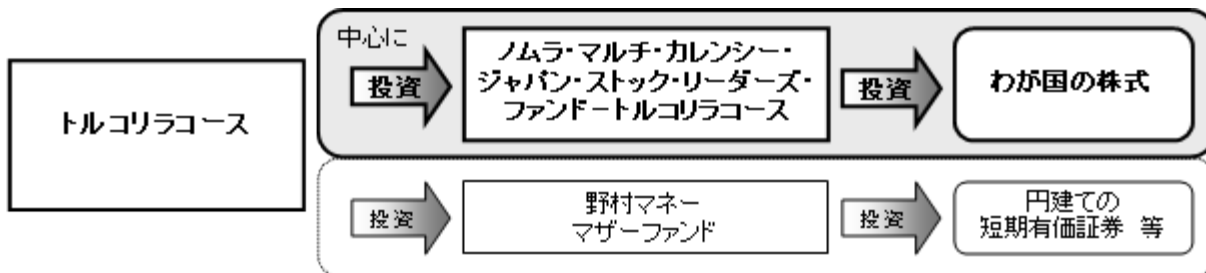 トルコリラコース
中心に
投資
ノムラ・マルチ・カレンシー・
ジャパン・ストック・リーダーズ・
ファンドートルコリラコース
投資
わが国の株式
投資
野村マネー
マザーファンド
投資
円建ての
短期有価証券 等